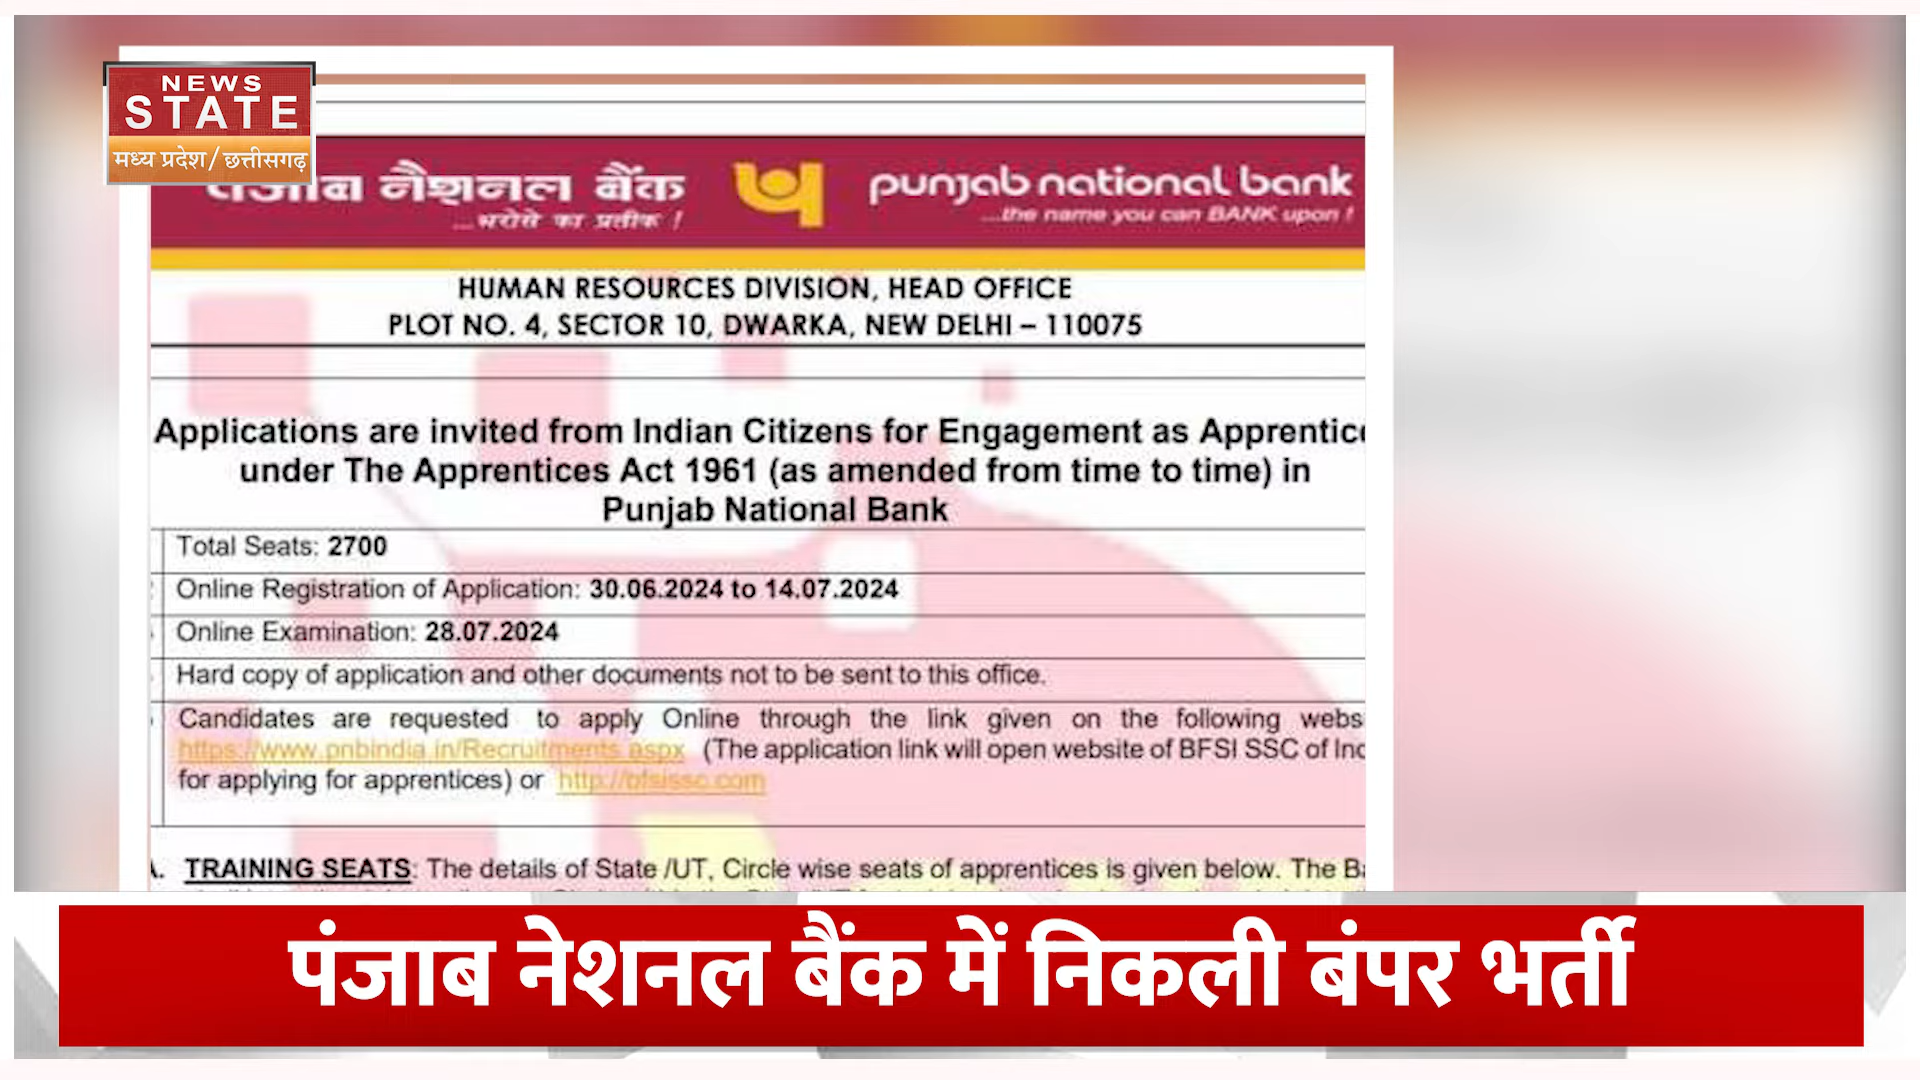 NEWS
STATE
मध्य प्रदेश/छत्तीसगढ़
नैशनल बैंक
...भरोसे का प्रतीक !
punjab national bank
...the name you can BANK upon !
HUMAN RESOURCES DIVISION, HEAD OFFICE
PLOT NO. 4, SECTOR 10, DWARKA, NEW DELHI – 110075
Applications are invited from Indian Citizens for Engagement as Apprentice
under The Apprentices Act 1961 (as amended from time to time) in
Punjab National Bank
Total Seats: 2700
Online Registration of Application: 30.06.2024 to 14.07.2024
Online Examination: 28.07.2024
Hard copy of application and other documents not to be sent to this office.
Candidates are requested to apply Online through the link given on the following
https://www.pnbindia.in/Recruitments.aspx (The application link will open website of BFSI SSC of
for applying for apprentices) or http://bfsissc.com
TRAINING SEATS: The details of State /UT, Circle wise seats of apprentices is given below. The
पंजाब नेशनल बैंक में निकली बंपर भर्ती